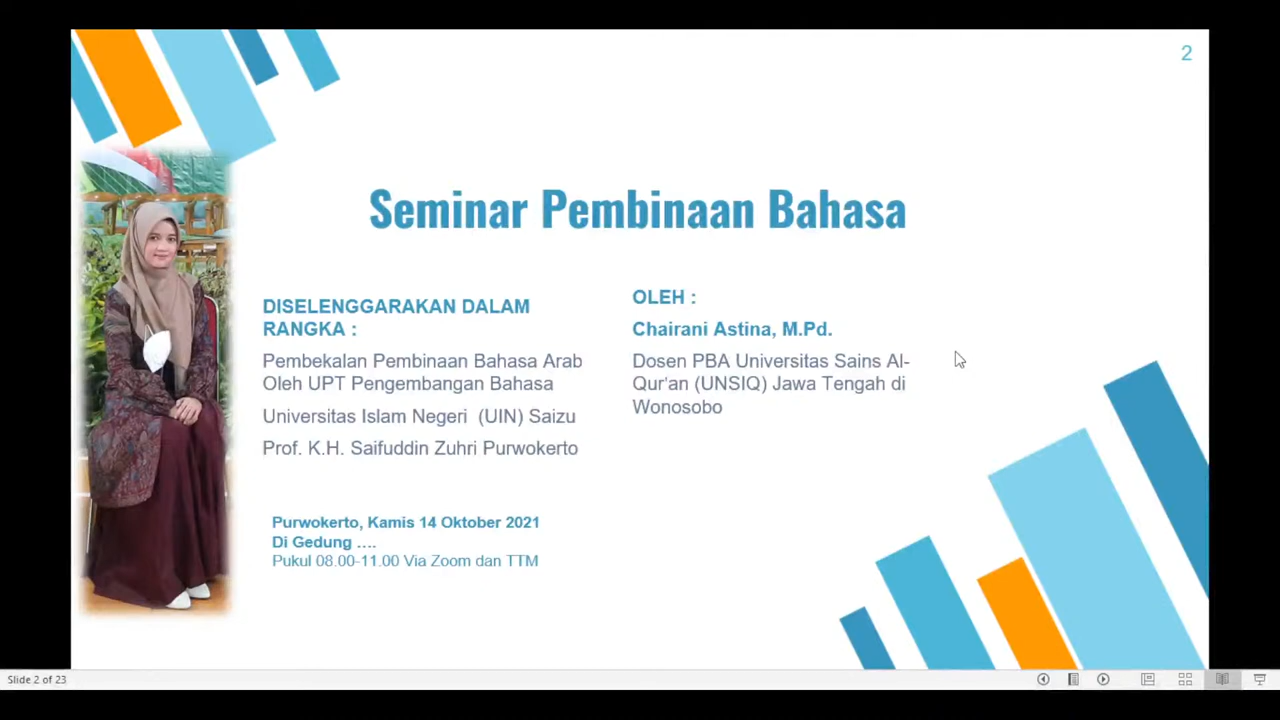 2
Seminar Pembinaan Bahasa
DISELENGGARAKAN DALAM
RANGKA :
Pembekalan Pembinaan Bahasa Arab
Oleh UPT Pengembangan Bahasa
Universitas Islam Negeri (UIN) Saizu
Prof. K.H. Saifuddin Zuhri Purwokerto
OLEH :
Chairani Astina, M.Pd.
Dosen PBA Universitas Sains Al-
Qur'an (UNSIQ) Jawa Tengah di
Wonosobo
Purwokerto, Kamis 14 Oktober 2021
Di Gedung ....
Pukul 08.00-11.00 Via Zoom dan TTM
Slide 2 of 23